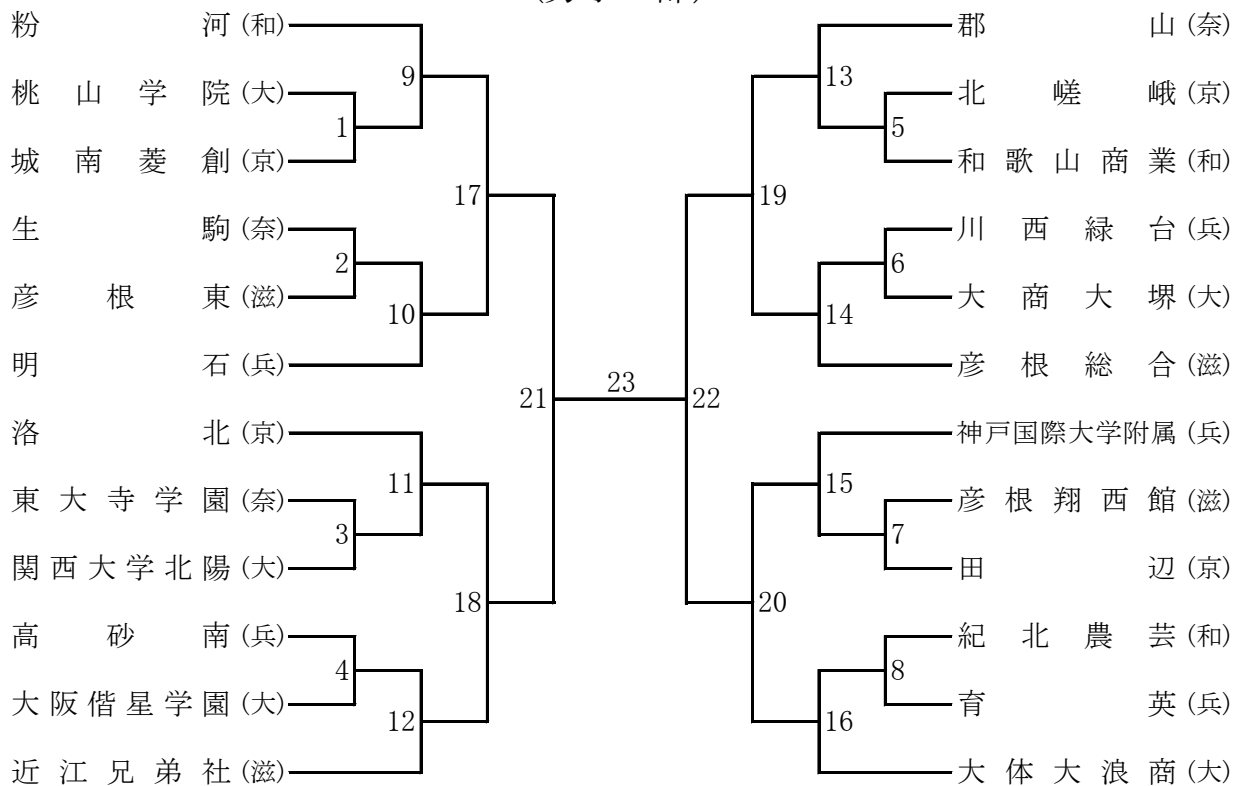 粉河(和)
9
桃山学院(大)
1
城南菱創(京)
17
生駒(奈)
2
彦根東(滋)
10
明石(兵)
21
洛北(京)
11
東大寺学園(奈)
3
関西大学北陽(大)
18
高砂南(兵)
4
大阪偕星学園(大)
12
近江兄弟社(滋)
23
郡山(奈)
13
北嵯峨(京)
5
和歌山商業(和)
19
川西緑台(兵)
6
大商大堺(大)
14
彦根総合(滋)
22
神戸国際大学附属(兵)
15
彦根翔西館(滋)
7
田辺(京)
20
紀北農芸(和)
8
育英(兵)
16
大体大浪商(大)